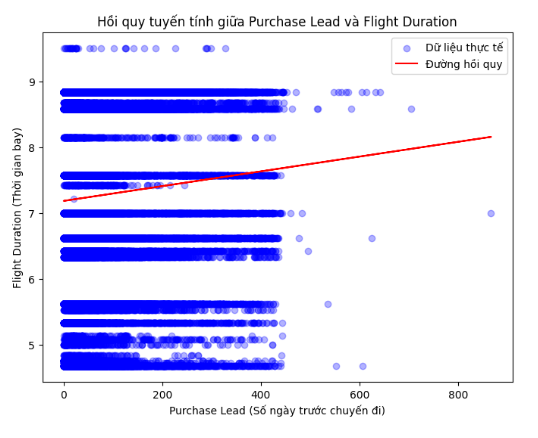 Hồi quy tuyến tính giữa Purchase Lead và Flight Duration
Dữ liệu thực tế
Đường hồi quy
Flight Duration (Thời gian bay)
9
8
7
6
5
0
200
400
600
800
Purchase Lead (Số ngày trước chuyến đi)